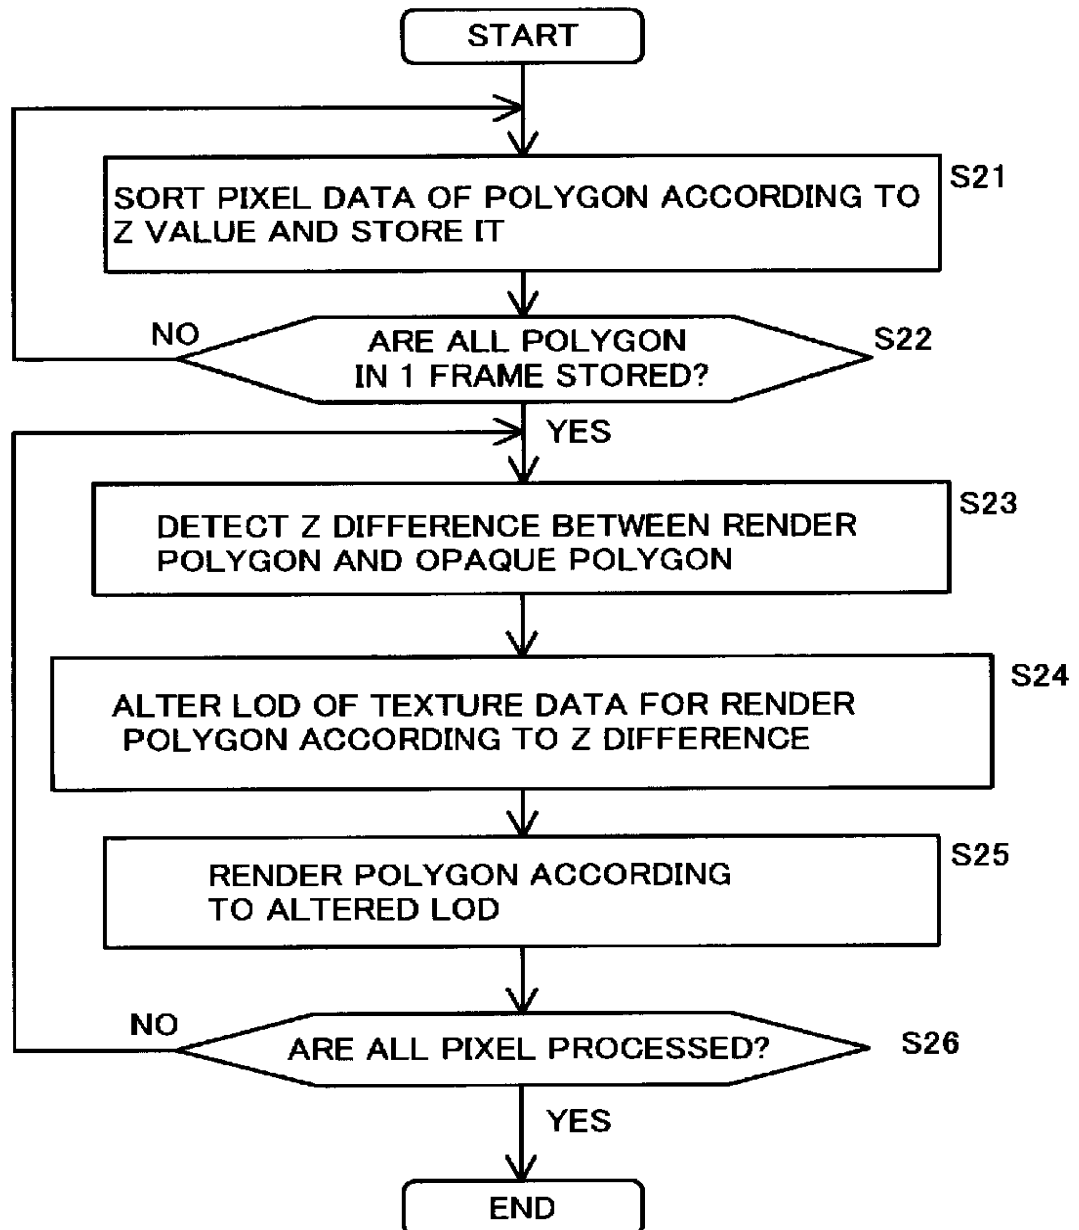 START
SORT PIXEL DATA OF POLYGON ACCORDING TO
Z VALUE AND STORE IT
S21
NO
ARE ALL POLYGON
IN 1 FRAME STORED?
S22
YES
DETECT Z DIFFERENCE BETWEEN RENDER
POLYGON AND OPAQUE POLYGON
S23
ALTER LOD OF TEXTURE DATA FOR RENDER
POLYGON ACCORDING TO Z DIFFERENCE
S24
RENDER POLYGON ACCORDING
TO ALTERED LOD
S25
NO
ARE ALL PIXEL PROCESSED?
S26
YES
END